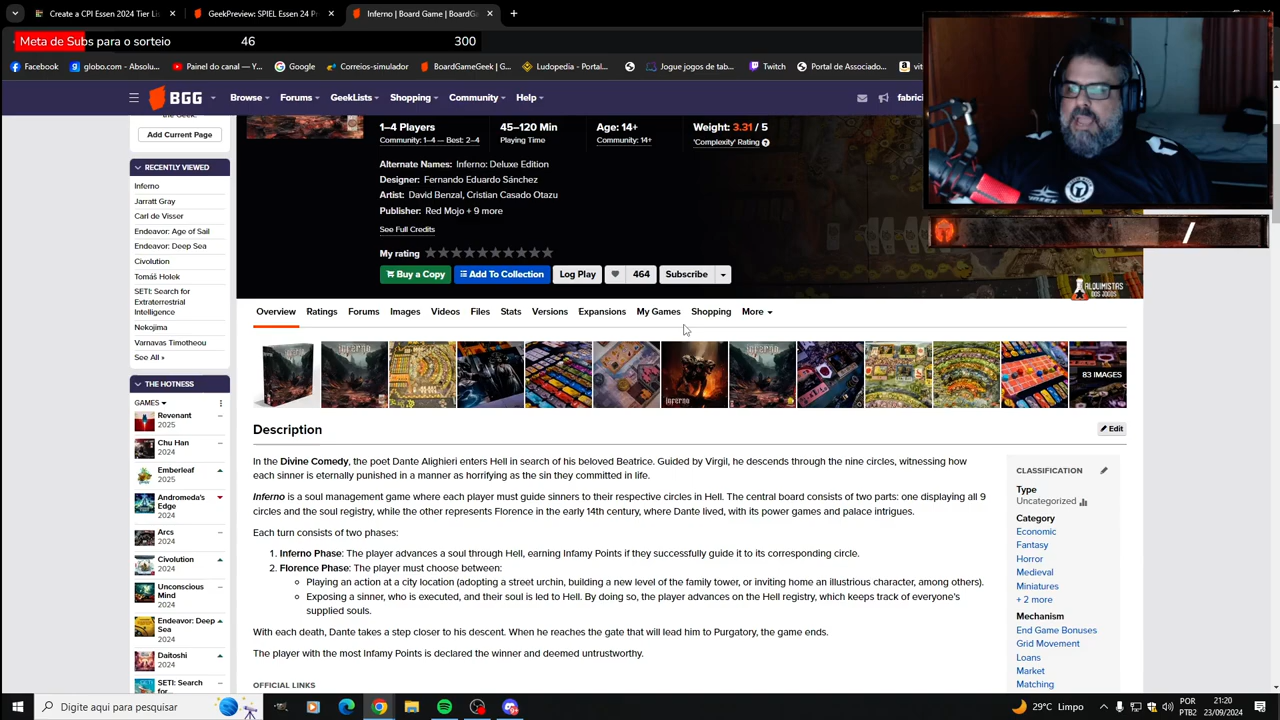 Create a CPI Essen 2024 Tier Lis
GeekPreview: SPIEL Essen 24 Pr
Inferno | Board Game | BoardGa
Meta de Subs para o sorteio
46
300
Facebook
globo.com - Absolu...
Painel do canal — Y...
Google
Correios-simulador
BoardGameGeek | G...
Ludopedia - Portal...
Jogue jogos de tab...
Twitch
Portal de Associado...
BGG
Browse
Forums
GeekLists
Shopping
Community
Help
fabrici
Add Current Page
1–4 Players
Community: 1–4 — Best: 2–4
45–120 Min
Playing Time
Age: 14+
Community: 14+
Weight: 3.31 / 5
'Complexity' Rating
RECENTLY VIEWED
Inferno
Jarratt Gray
Carl de Visser
Endeavor: Age of Sail
Endeavor: Deep Sea
Civolution
Tomáš Holek
SETI: Search for
Extraterrestrial
Intelligence
Nekojima
Varnavas Timotheou
See All »
Alternate Names: Inferno: Deluxe Edition
Designer: Fernando Eduardo Sánchez
Artist: David Benzal, Cristian Casado Otazu
Publisher: Red Mojo + 9 more
See Full Credits
My rating
Buy a Copy
Add To Collection
Log Play
464
Subscribe
ALQUIMISTAS
DOS JOGOS
/
Overview
Ratings
Forums
Images
Videos
Files
Stats
Versions
Expansions
My Games
Shopping
More
83 IMAGES
THE HOTNESS
GAMES
Revenant
2025
Chu Han
2024
Emberleaf
2025
Andromeda's
Edge
2024
Arcs
2024
Civolution
2024
Unconscious
Mind
2024
Endeavor: Deep
Sea
2024
Daitoshi
2024
SETI: Search
for...
Description
Edit
In the Divine Comedy, the poet Dante Alighieri enters Hell in search of his beloved Beatrice. Guided by Virgil, he descends through the nine circles, witnessing how
each sinner is eternally punished in a manner as horrifying as the sin they committed in life.
Inferno is a soul management game where each player must guide sinners to their respective circles in Hell. The central board consists of two parts: one displaying all 9
circles and the soul registry, while the other represents Florence in the early 14th century, where Dante lived, with its power games and palace intrigues.
Each turn consists of two phases:
1. Inferno Phase: The player advances a soul through Hell, earning Infamy Points if they successfully guide it to its corresponding circle.
2. Florence Phase: The player must choose between:
Playing an action at a city location (adopting a street urchin, building a new level of the family tower, or inviting home an illustrious character, among others).
Exposing a sinner, who is executed, and their soul is led to Hell. By doing so, the player advances on the Hell registry, which keeps track of everyone's
supplied souls.
With each death, Dante takes a step closer to his descent. When he reaches the gate that will lead him to Purgatory, the game ends.
The player with the most Infamy Points is declared the winner and deemed untrustworthy.
OFFICIAL LINKS
CLASSIFICATION
Type
Uncategorized
Category
Economic
Fantasy
Horror
Medieval
Miniatures
+ 2 more
Mechanism
End Game Bonuses
Grid Movement
Loans
Market
Matching
Digite aqui para pesquisar
29°C Limpo
POR
PTB2
21:20
23/09/2024